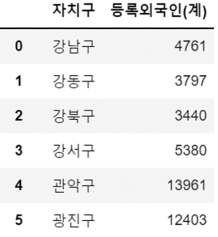 자치구 등록외국인(계)
0 강남구 4761
1 강동구 3797
2 강북구 3440
3 강서구 5380
4 관악구 13961
5 광진구 12403